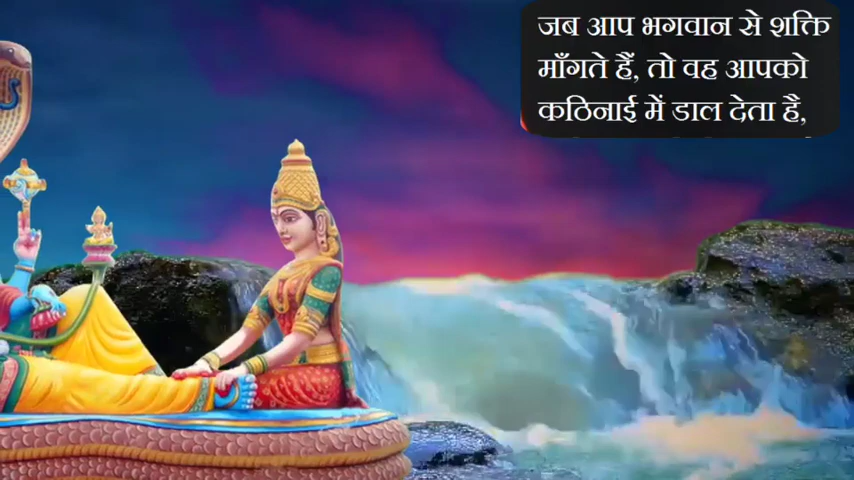 जब आप भगवान से शक्ति
माँगते हैं, तो वह आपको
कठिनाई में डाल देता है,